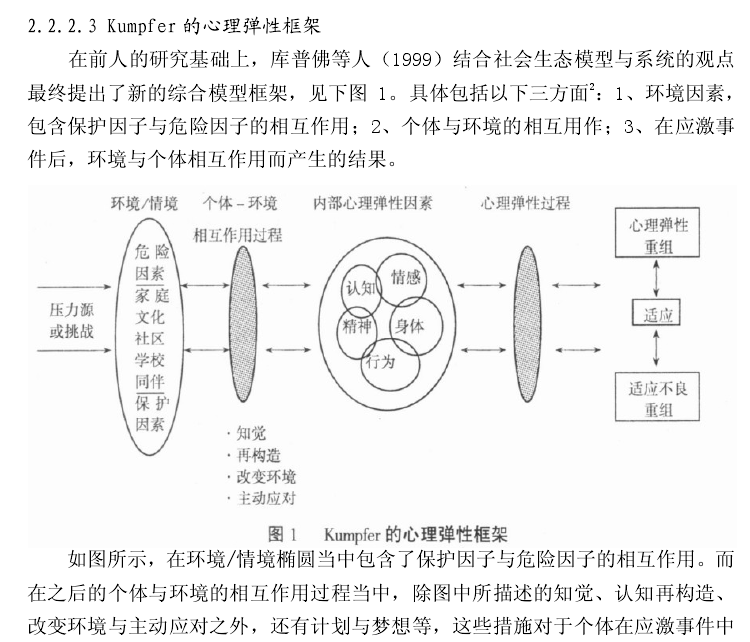 2.2.2.3 Kumpfer 的心理弹性框架
在前人的研究基础上，库普佛等人（1999）结合社会生态模型与系统的观点
最终提出了新的综合模型框架，见下图 1。具体包括以下三方面²：1、环境因素，
包含保护因子与危险因子的相互作用；2、个体与环境的相互用作；3、在应激事
件后，环境与个体相互作用而产生的结果。
环境/情境
个体-环境
相互作用过程
内部心理弹性因素
心理弹性过程
压力源
或挑战
危险
因素
家庭
文化
社区
学校
同伴
保护
因素
认知
情感
精神
身体
行为
心理弹性
重组
适应
适应不良
重组
·知觉
·再构造
·改变环境
·主动应对
图 1 Kumpfer 的心理弹性框架
如图所示，在环境/情境椭圆当中包含了保护因子与危险因子的相互作用。而
在之后的个体与环境的相互作用过程当中，除图中所描述的知觉、认知再构造、
改变环境与主动应对之外，还有计划与梦想等，这些措施对于个体在应激事件中